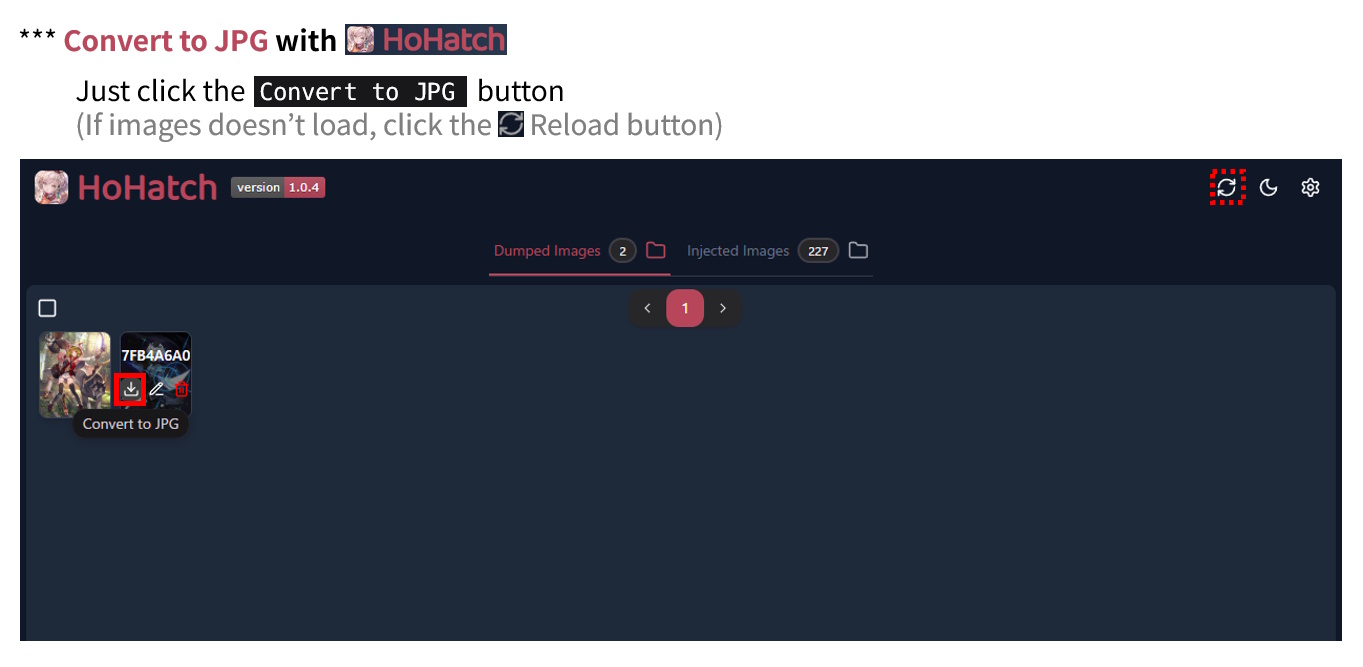 *** Convert to JPG with HoHatch
Just click the Convert to JPG button
(If images doesn’t load, click the Reload button)
HoHatch version 1.0.4
Dumped Images 2 Injected Images 227
1
7FB4A6A0
Convert to JPG